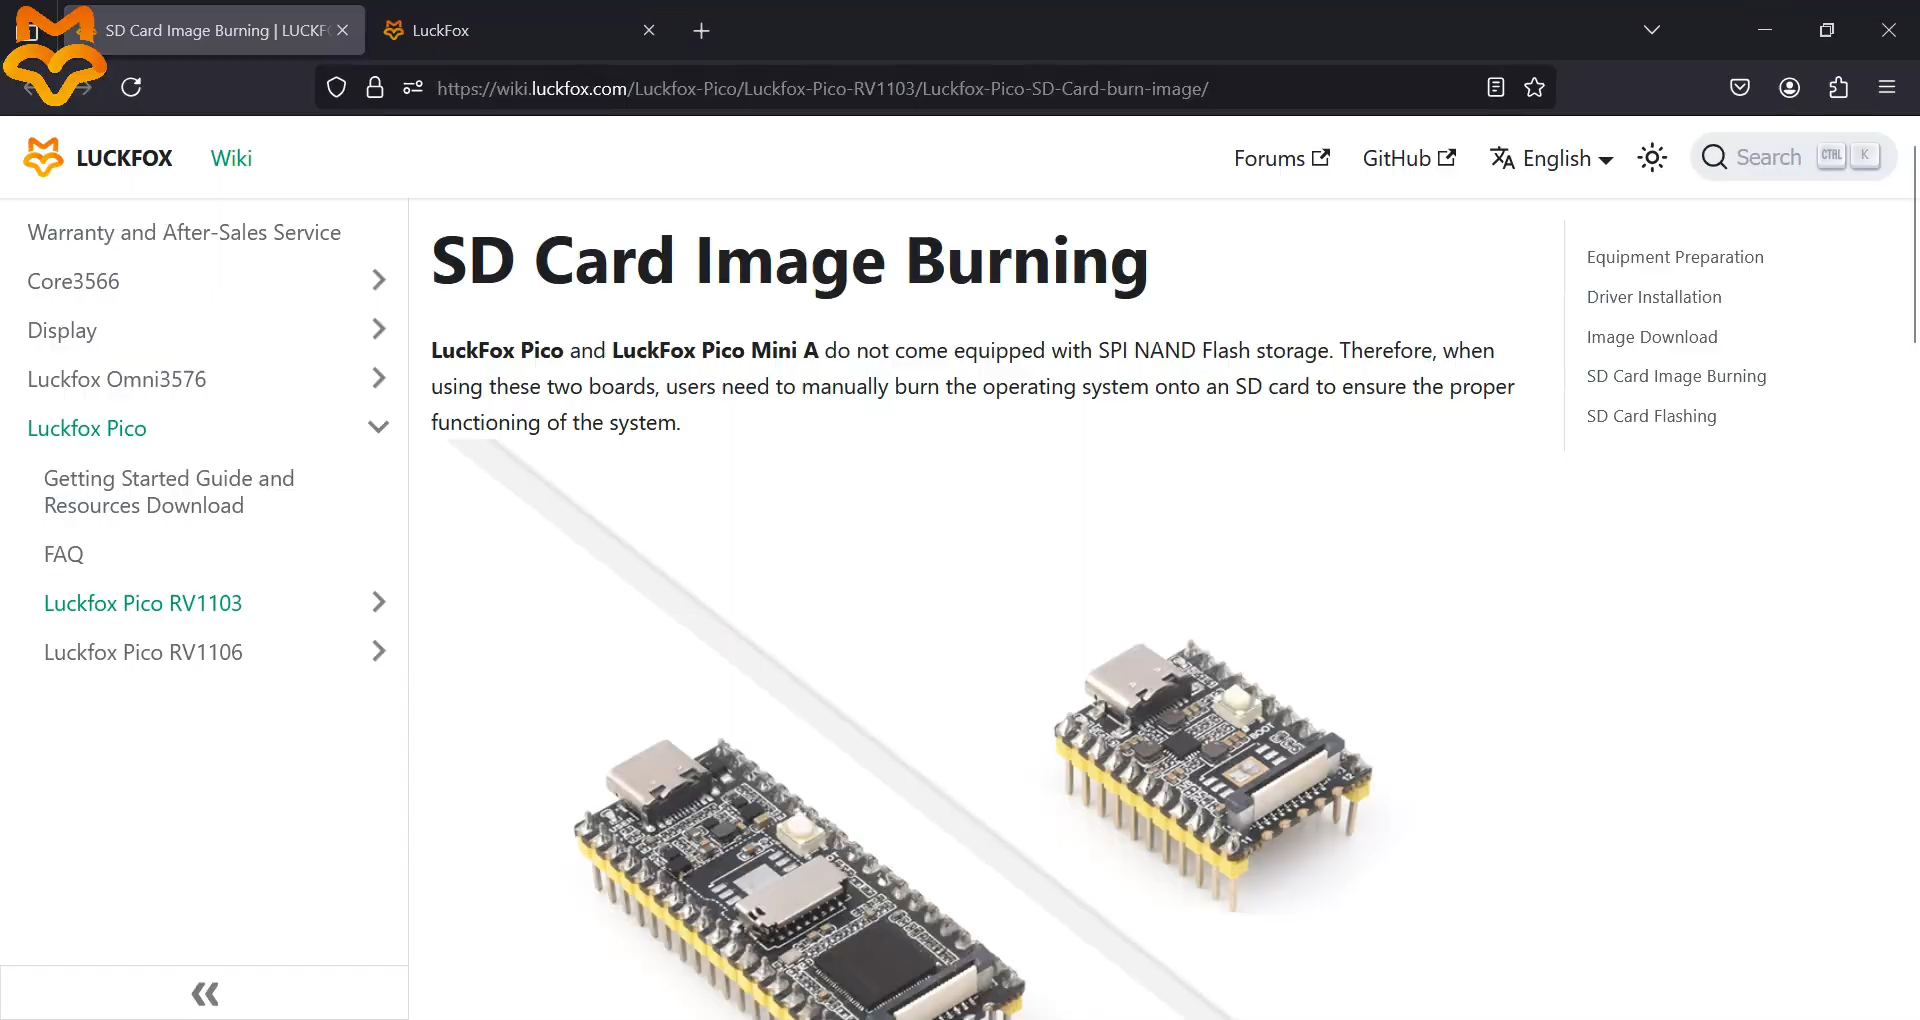 SD Card Image Burning | LUCKF
LuckFox
https://wiki.luckfox.com/Luckfox-Pico/Luckfox-Pico-RV1103/Luckfox-Pico-SD-Card-burn-image/
LUCKFOX
Wiki
Forums
GitHub
English
Search
CTRL
K
Warranty and After-Sales Service
Core3566
Display
Luckfox Omni3576
Luckfox Pico
Getting Started Guide and
Resources Download
FAQ
Luckfox Pico RV1103
Luckfox Pico RV1106
SD Card Image Burning
LuckFox Pico and LuckFox Pico Mini A do not come equipped with SPI NAND Flash storage. Therefore, when
using these two boards, users need to manually burn the operating system onto an SD card to ensure the proper
functioning of the system.
BOOT
Equipment Preparation
Driver Installation
Image Download
SD Card Image Burning
SD Card Flashing